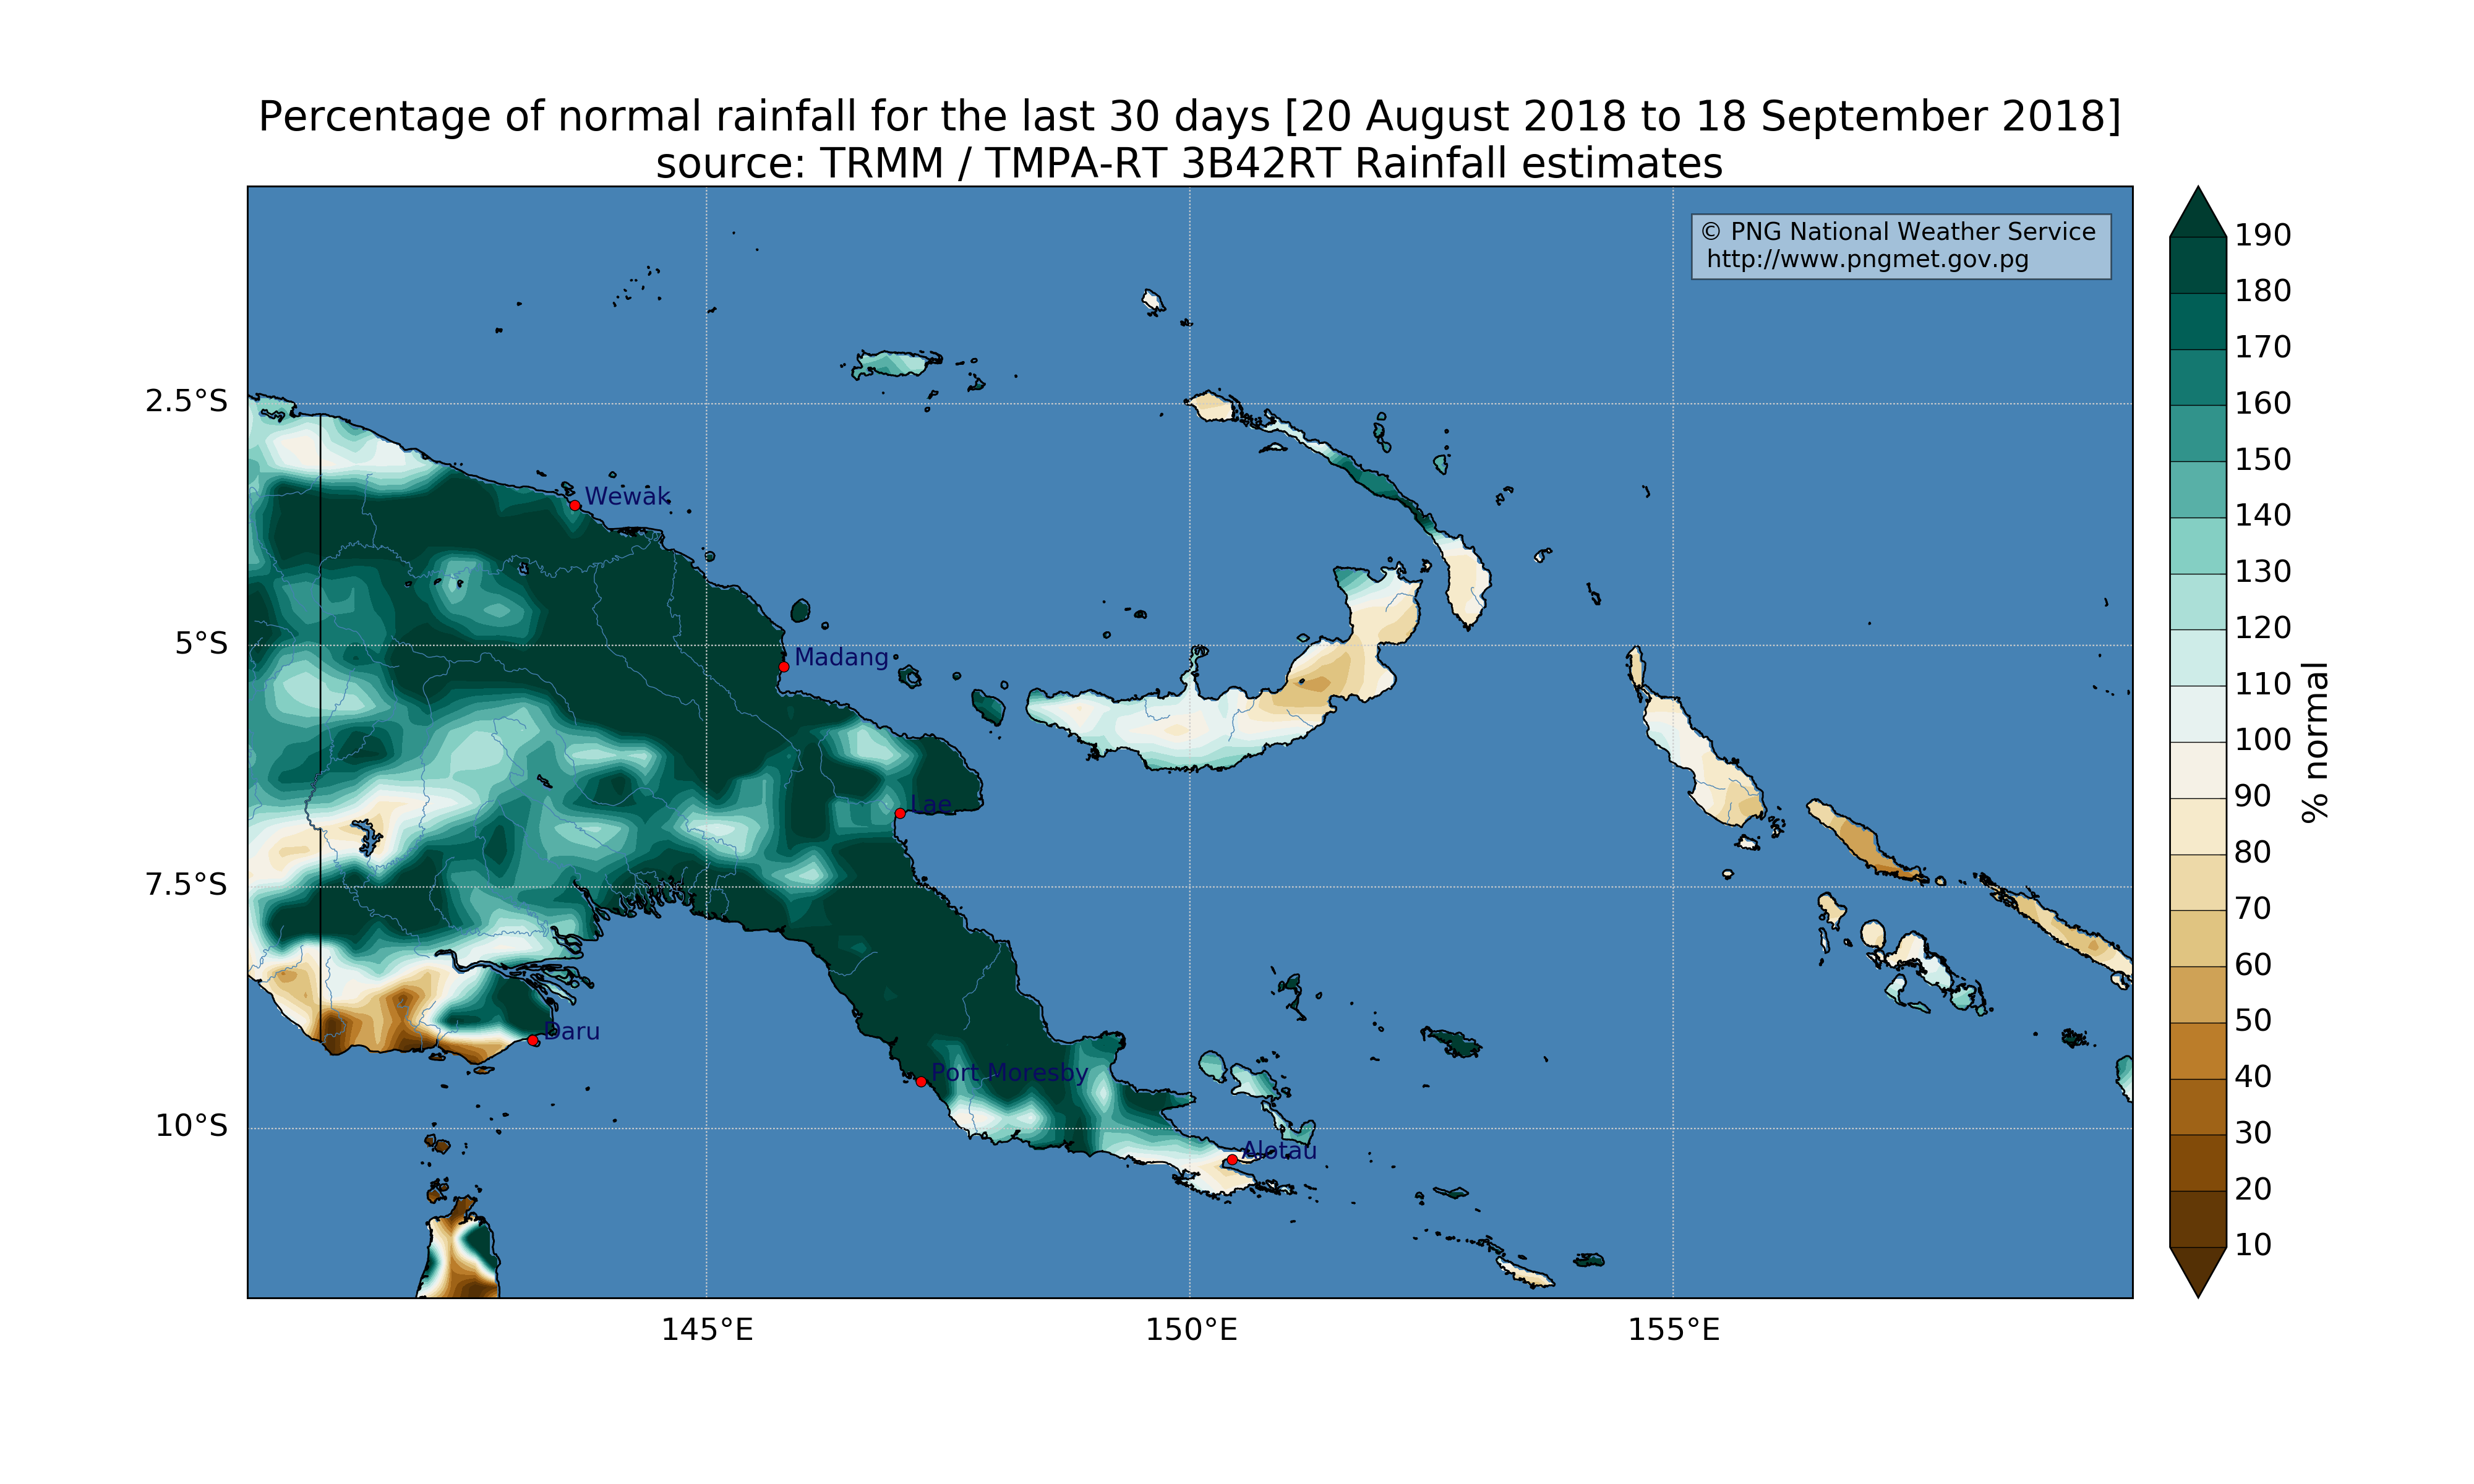 Percentage of normal rainfall for the last 30 days [20 August 2018 to 18 September 2018]
source: TRMM / TMPA-RT 3B42RT Rainfall estimates
© PNG National Weather Service
http://www.pngmet.gov.pg
2.5°S
5°S
7.5°S
10°S
Wewak
Madang
Lae
Daru
Port Moresby
Alotau
145°E
150°E
155°E
190
180
170
160
150
140
130
120
110
100
90
80
70
60
50
40
30
20
10
% normal